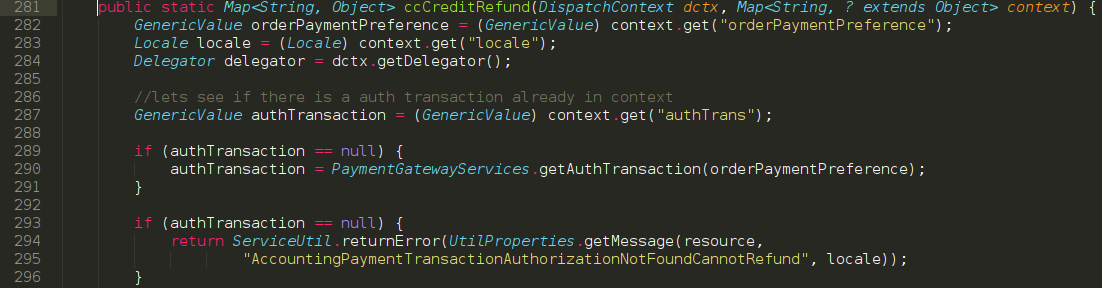 281 public static Map<String, Object> ccCreditRefund(DispatchContext dctx, Map<String, ? extends Object> context) {
282 GenericValue orderPaymentPreference = (GenericValue) context.get("orderPaymentPreference");
283 Locale locale = (Locale) context.get("locale");
284 Delegator delegator = dctx.getDelegator();
285
286 //lets see if there is a auth transaction already in context
287 GenericValue authTransaction = (GenericValue) context.get("authTrans");
288
289 if (authTransaction == null) {
290 authTransaction = PaymentGatewayServices.getAuthTransaction(orderPaymentPreference);
291 }
292
293 if (authTransaction == null) {
294 return ServiceUtil.returnError(UtilProperties.getMessage(resource,
295 "AccountingPaymentTransactionAuthorizationNotFoundCannotRefund", locale));
296 }